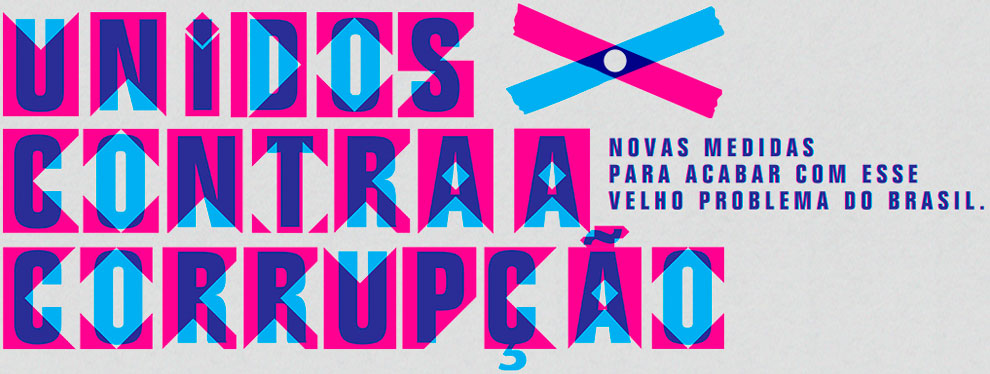 UNiDOS
CONTRA A
CORRUPÇÃO
NOVAS MEDIDAS
PARA ACABAR COM ESSE
VELHO PROBLEMA DO BRASIL.